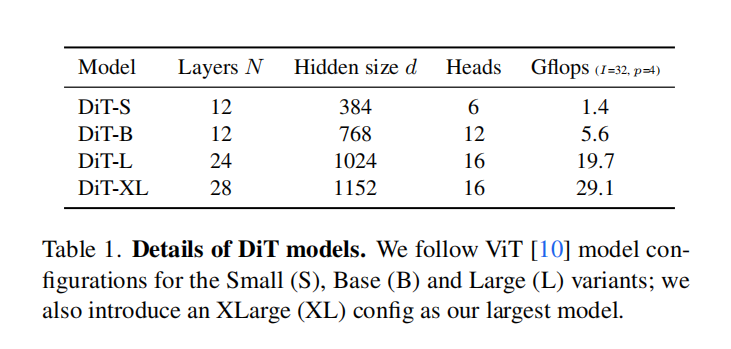 Model Layers N Hidden size d Heads Gflops (I=32, p=4)
DiT-S 12 384 6 1.4
DiT-B 12 768 12 5.6
DiT-L 24 1024 16 19.7
DiT-XL 28 1152 16 29.1
Table 1. Details of DiT models. We follow ViT [10] model con-
figurations for the Small (S), Base (B) and Large (L) variants; we
also introduce an XLarge (XL) config as our largest model.